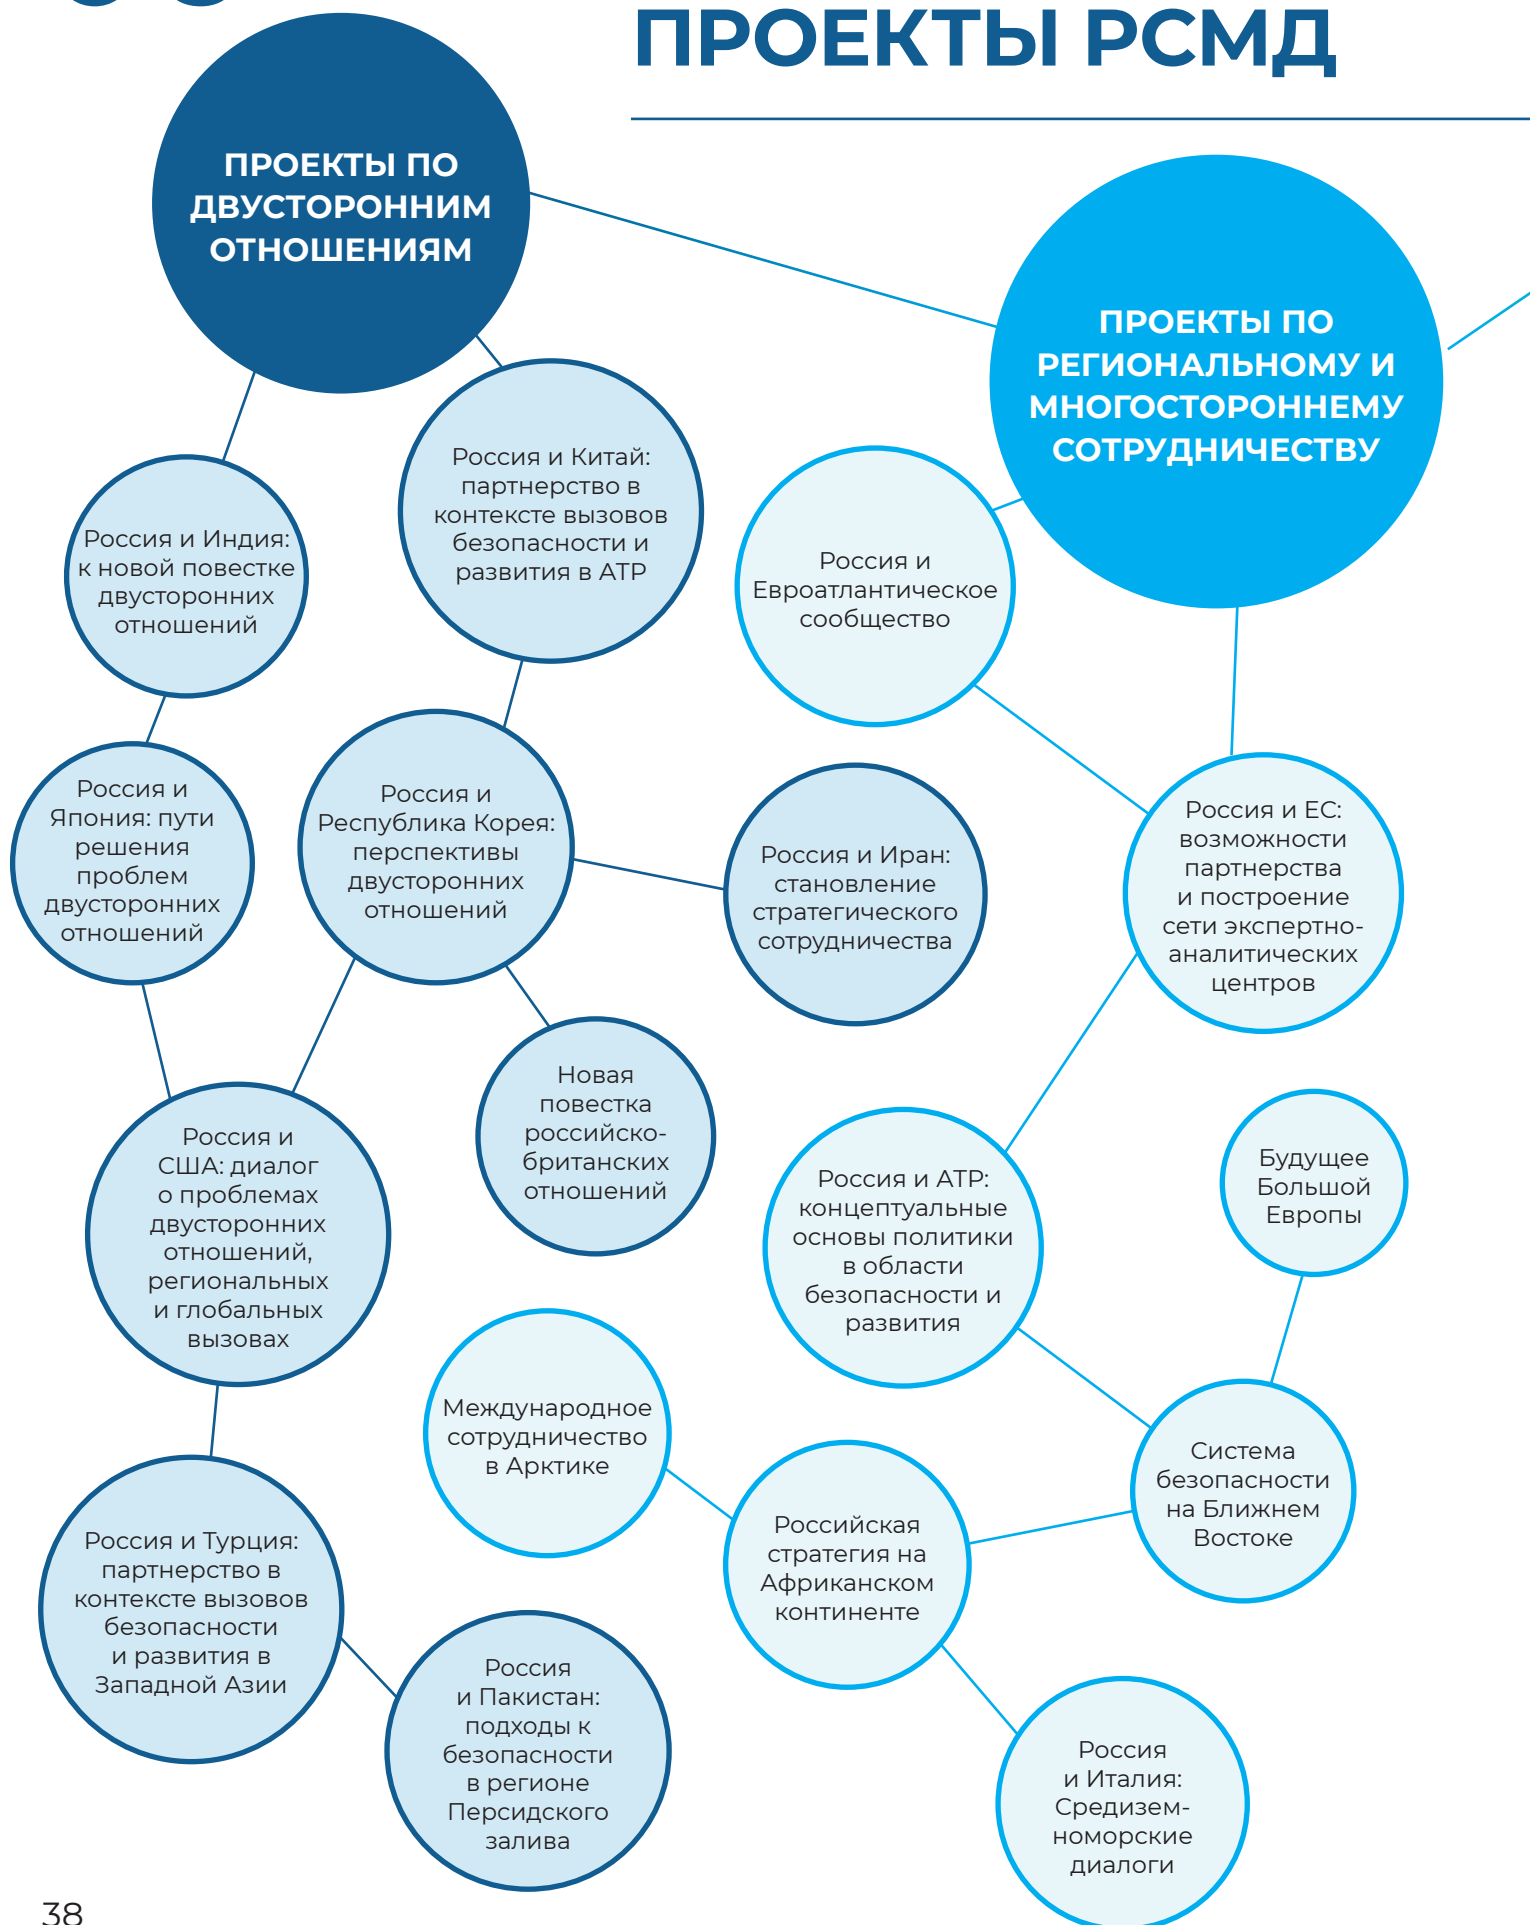 ПРОЕКТЫ РСМД
ПРОЕКТЫ ПО
ДВУСТОРОННИМ
ОТНОШЕНИЯМ
ПРОЕКТЫ ПО
РЕГИОНАЛЬНОМУ И
МНОГОСТОРОННЕМУ
СОТРУДНИЧЕСТВУ
Россия и Китай:
партнерство в
контексте вызовов
безопасности и
развития в АТР
Россия и Индия:
к новой повестке
двусторонних
отношений
Россия и
Евроатлантическое
сообщество
Россия и
Япония: пути
решения
проблем
двусторонних
отношений
Россия и
Республика Корея:
перспективы
двусторонних
отношений
Россия и Иран:
становление
стратегического
сотрудничества
Россия и ЕС:
возможности
партнерства
и построение
сети экспертно-
аналитических
центров
Новая
повестка
российско-
британских
отношений
Россия и
США: диалог
о проблемах
двусторонних
отношений,
региональных
и глобальных
вызовах
Россия и АТР:
концептуальные
основы политики
в области
безопасности и
развития
Будущее
Большой
Европы
Международное
сотрудничество
в Арктике
Система
безопасности
на Ближнем
Востоке
Российская
стратегия на
Африканском
континенте
Россия и Турция:
партнерство в
контексте вызовов
безопасности
и развития в
Западной Азии
Россия
и Пакистан:
подходы к
безопасности
в регионе
Персидского
залива
Россия
и Италия:
Средизем-
номорские
диалоги
38